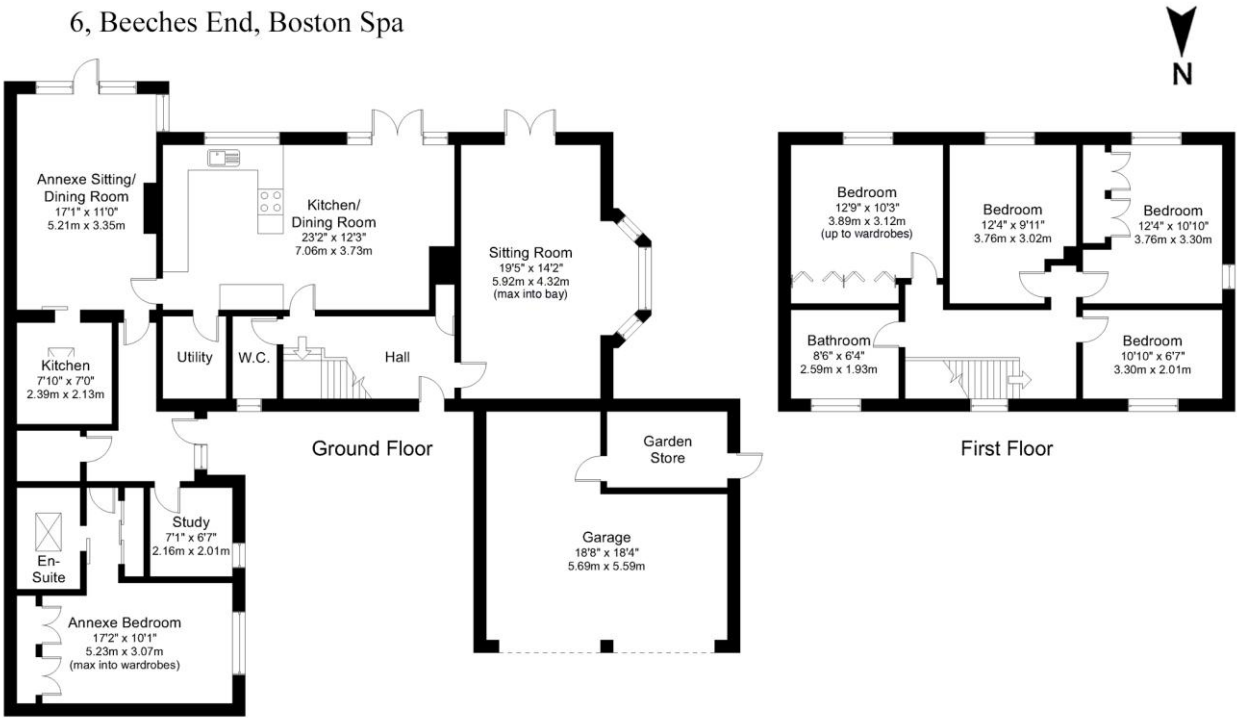 6, Beeches End, Boston Spa
N
Annexe Sitting/
Dining Room
17'1" x 11'0"
5.21m x 3.35m
Kitchen/
Dining Room
23'2" x 12'3"
7.06m x 3.73m
Sitting Room
19'5" x 14'2"
5.92m x 4.32m
(max into bay)
Kitchen
7'10" x 7'0"
2.39m x 2.13m
Utility
W.C.
Hall
Ground Floor
Study
7'1" x 6'7"
2.16m x 2.01m
En-
Suite
Annexe Bedroom
17'2" x 10'1"
5.23m x 3.07m
(max into wardrobes)
Garden
Store
Garage
18'8" x 18'4"
5.69m x 5.59m
Bedroom
12'9" x 10'3"
3.89m x 3.12m
(up to wardrobes)
Bedroom
12'4" x 9'11"
3.76m x 3.02m
Bedroom
12'4" x 10'10"
3.76m x 3.30m
Bathroom
8'6" x 6'4"
2.59m x 1.93m
Bedroom
10'10" x 6'7"
3.30m x 2.01m
First Floor